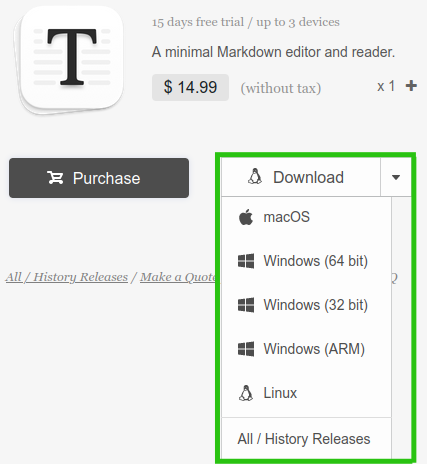 T
15 days free trial / up to 3 devices
A minimal Markdown editor and reader.
$ 14.99 (without tax) x 1 +
Purchase
Download
macOS
Windows (64 bit)
All / History Releases / Make a Quot
Windows (32 bit)
Windows (ARM)
Linux
All / History Releases